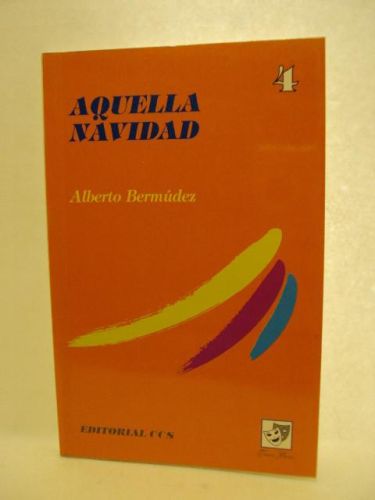 4
AQUELLA
NAVIDAD
Alberto Bermúdez
EDITORIAL CCS